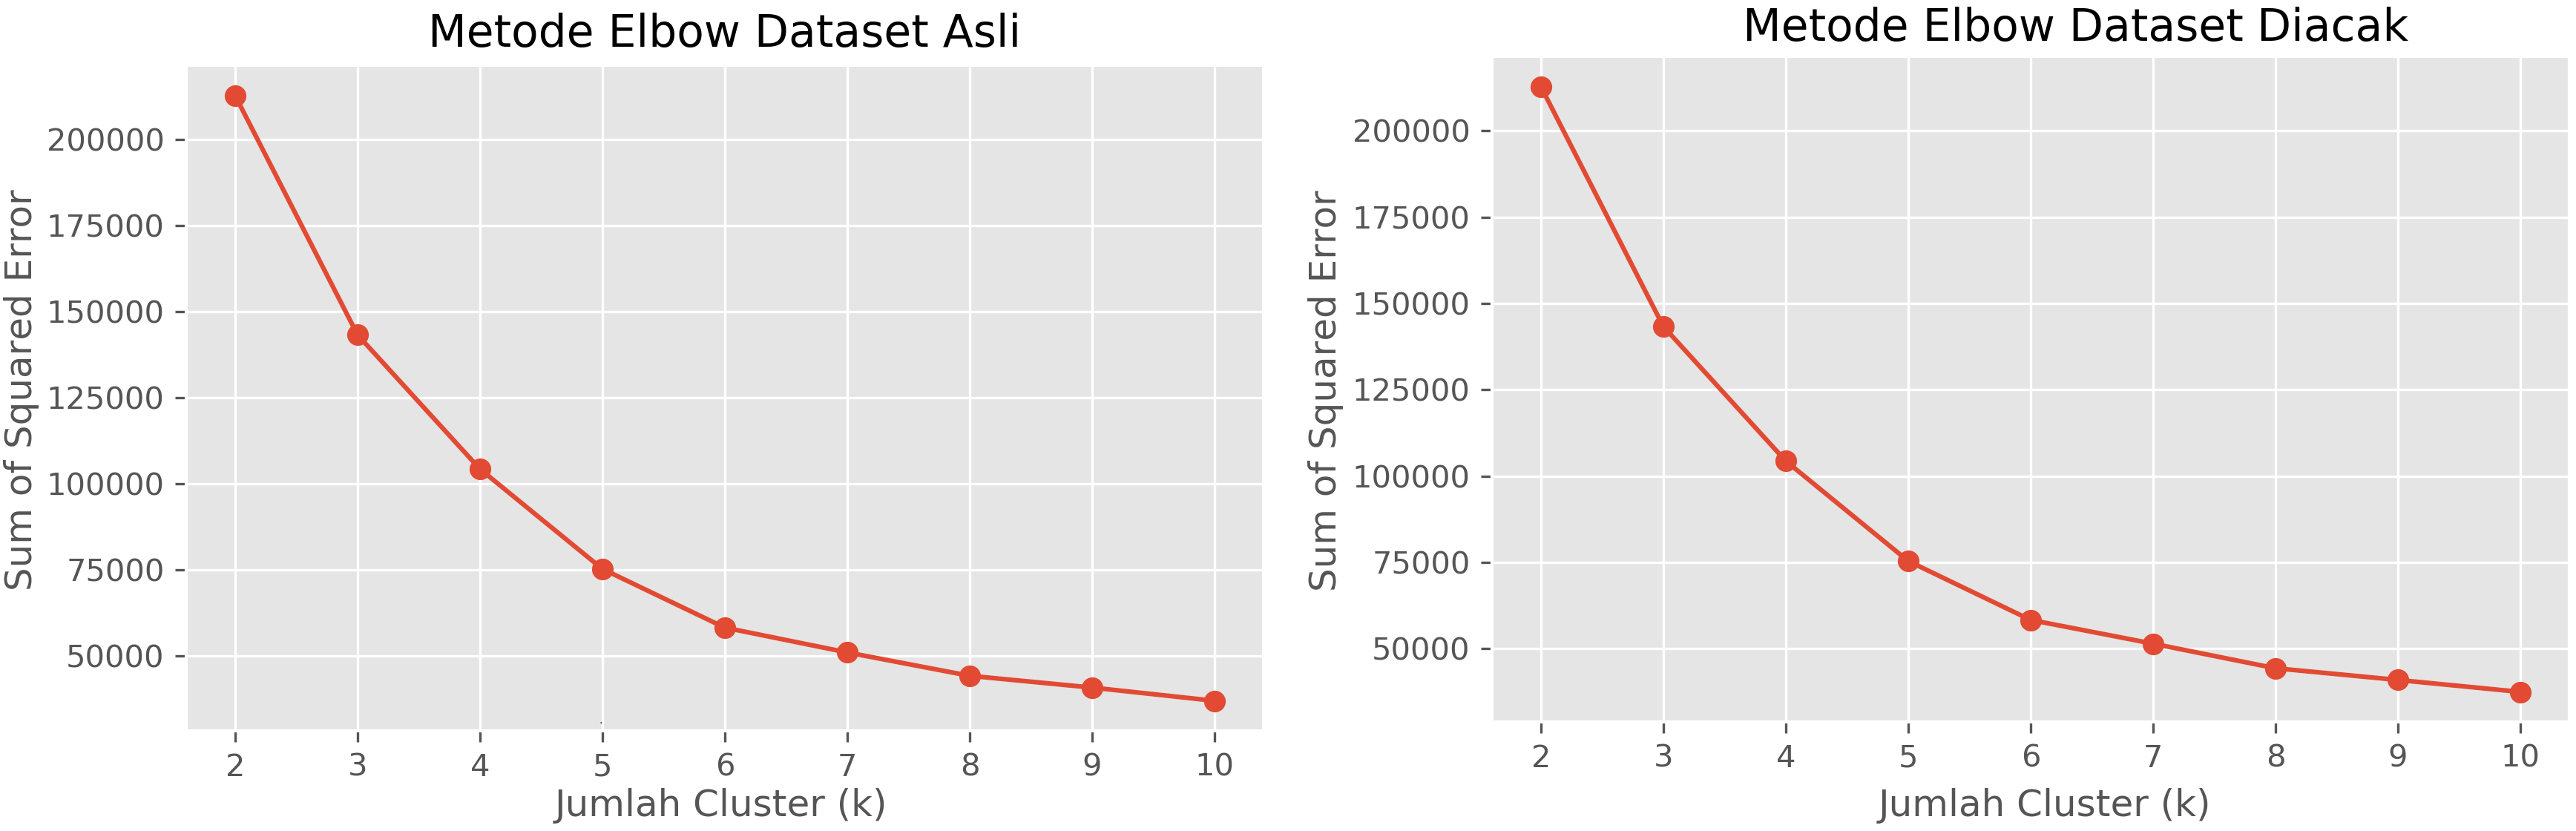 Metode Elbow Dataset Asli
Sum of Squared Error
200000
175000
150000
125000
100000
75000
50000
2 3 4 5 6 7 8 9 10
Jumlah Cluster (k)
Metode Elbow Dataset Diacak
Sum of Squared Error
200000
175000
150000
125000
100000
75000
50000
2 3 4 5 6 7 8 9 10
Jumlah Cluster (k)